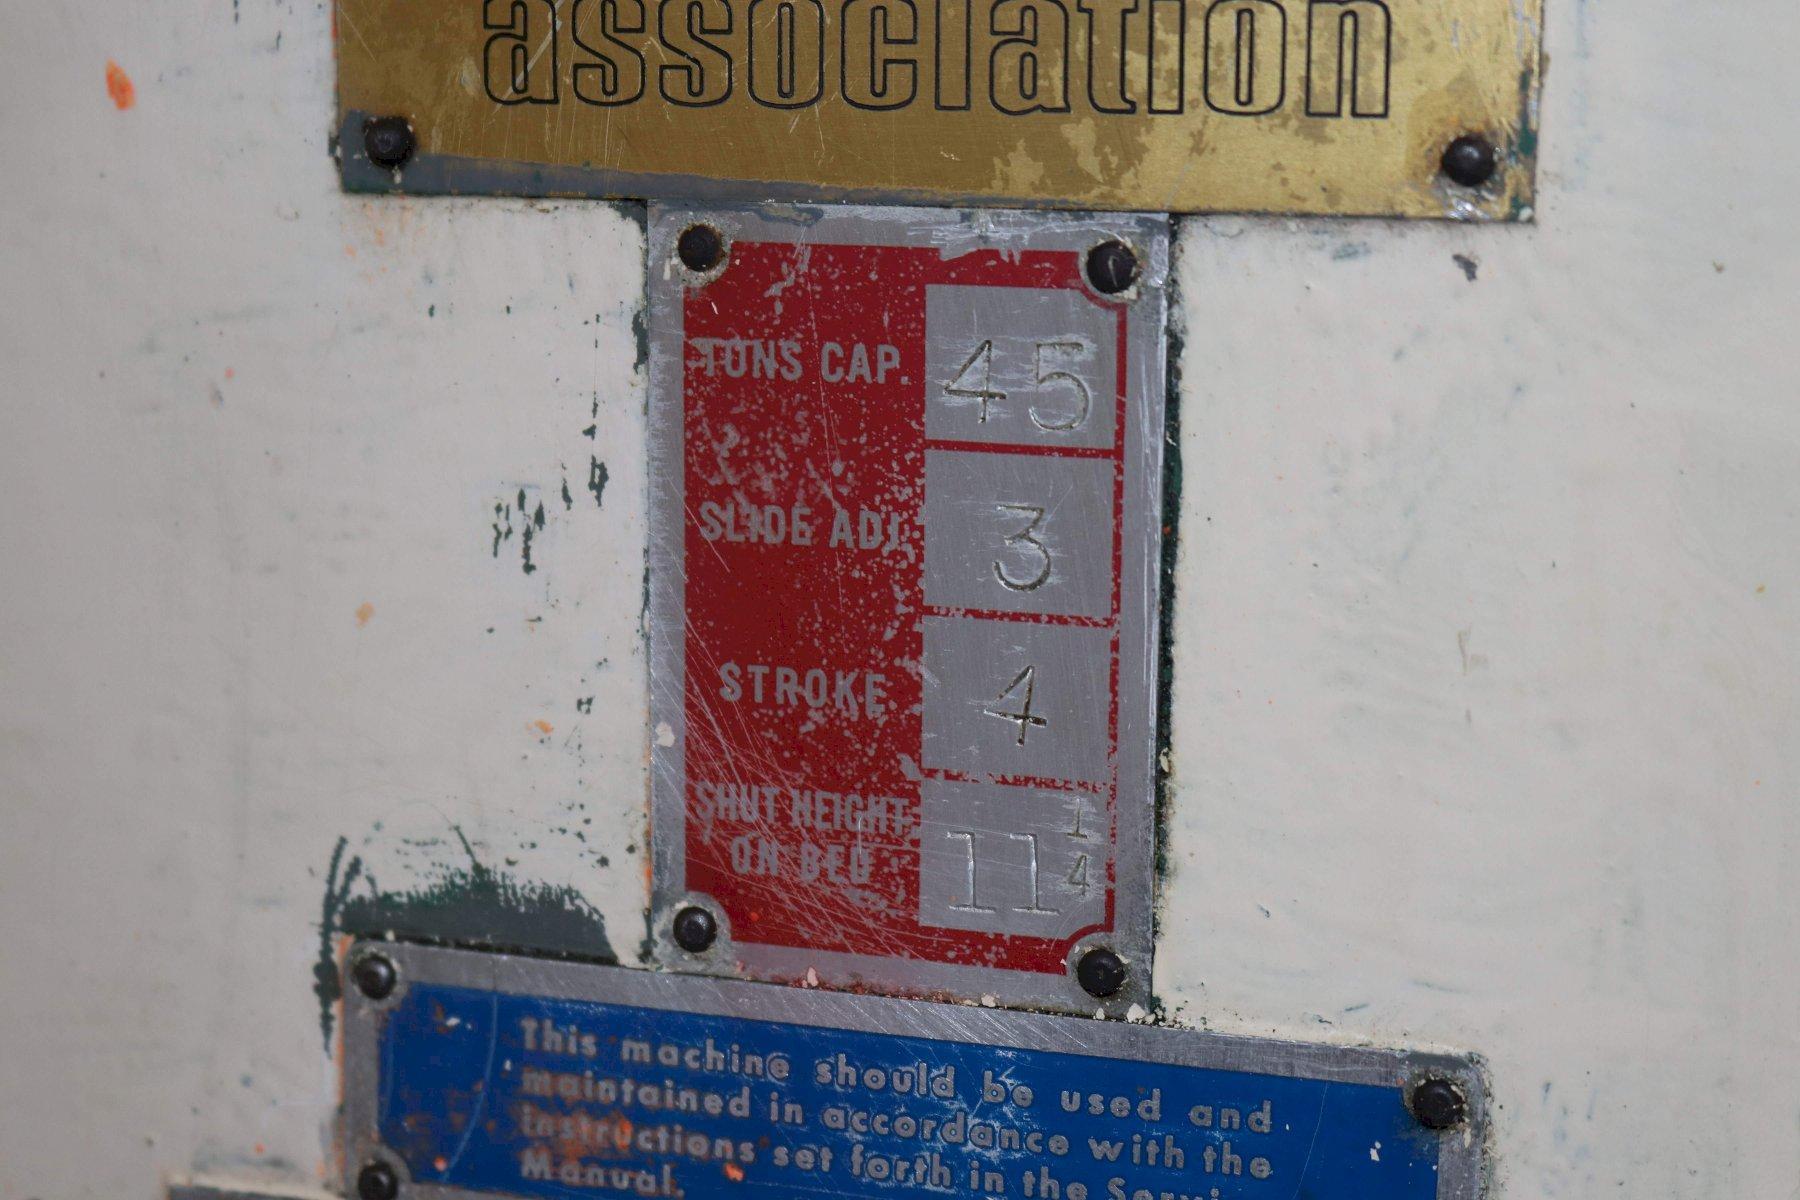 association
TONS CAP. 45
SLIDE ADJ. 3
STROKE 4
SHUT HEIGHT
ON BED 11 1/4
This machine should be used and
maintained in accordance with the
instructions set forth in the
Manual.